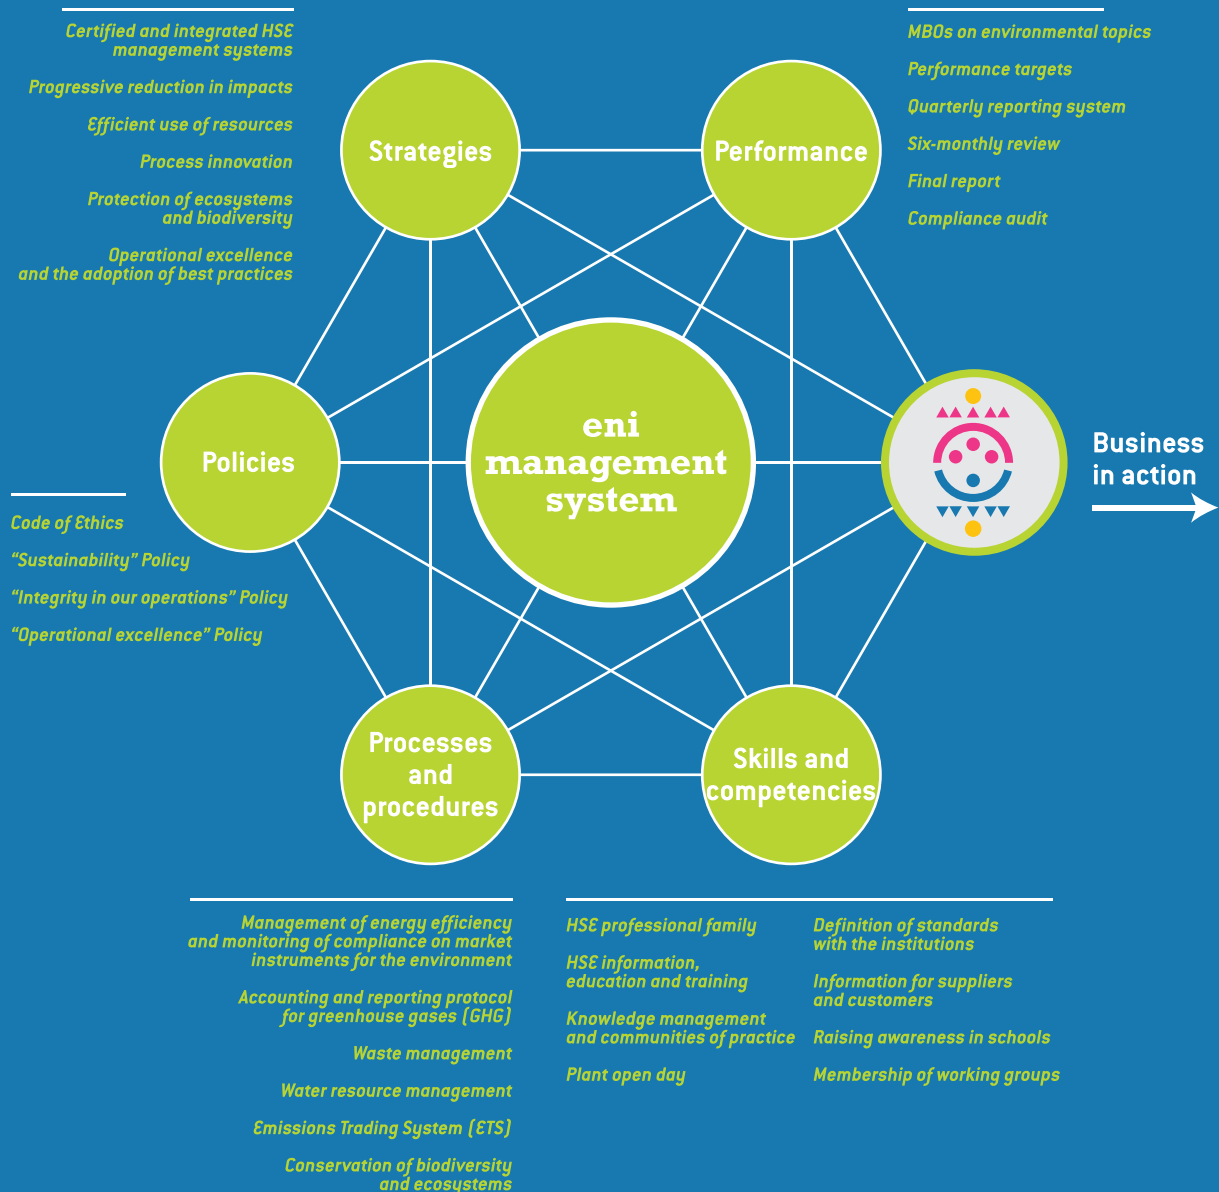 Certified and integrated HSE
management systems
Progressive reduction in impacts
Efficient use of resources
Process innovation
Protection of ecosystems
and biodiversity
Operational excellence
and the adoption of best practices
MBOs on environmental topics
Performance targets
Quarterly reporting system
Six-monthly review
Final report
Compliance audit
Strategies
Performance
Policies
eni
management
system
Business
in action
Code of Ethics
“Sustainability” Policy
“Integrity in our operations” Policy
“Operational excellence” Policy
Processes
and
procedures
Skills and
competencies
Management of energy efficiency
and monitoring of compliance on market
instruments for the environment
Accounting and reporting protocol
for greenhouse gases (GHG)
Waste management
Water resource management
Emissions Trading System (ETS)
Conservation of biodiversity
and ecosystems
HSE professional family
HSE information,
education and training
Knowledge management
and communities of practice
Plant open day
Definition of standards
with the institutions
Information for suppliers
and customers
Raising awareness in schools
Membership of working groups